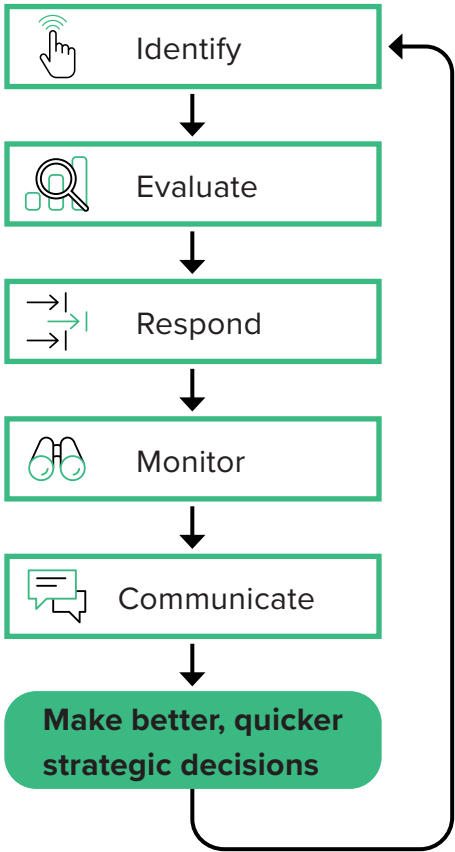 Identify
Evaluate
Respond
Monitor
Communicate
Make better, quicker
strategic decisions